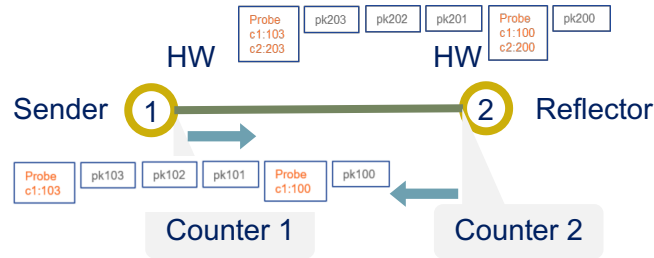 Probe
c1:103
c2:203
pk203
pk202
pk201
Probe
c1:100
c2:200
pk200
HW
HW
Sender
1
2
Reflector
Probe
c1:103
pk103
pk102
pk101
Probe
c1:100
pk100
Counter 1
Counter 2